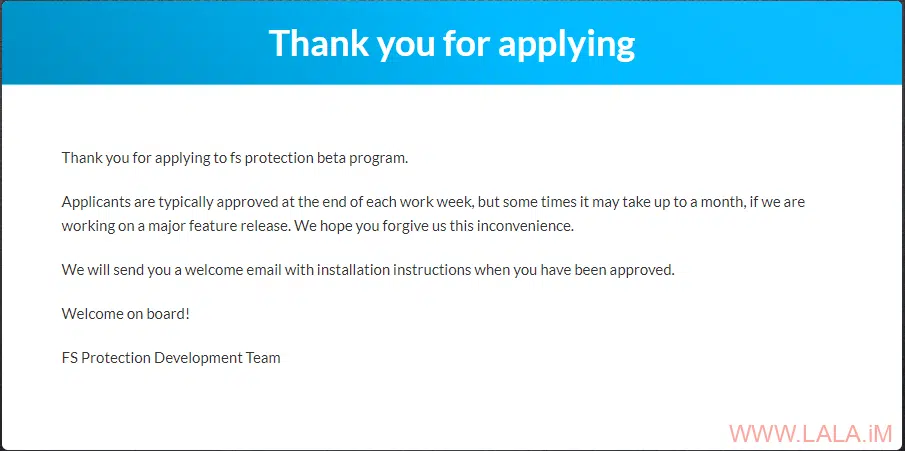 Thank you for applying
Thank you for applying to fs protection beta program.
Applicants are typically approved at the end of each work week, but some times it may take up to a month, if we are
working on a major feature release. We hope you forgive us this inconvenience.
We will send you a welcome email with installation instructions when you have been approved.
Welcome on board!
FS Protection Development Team
WWW.LALA.iM